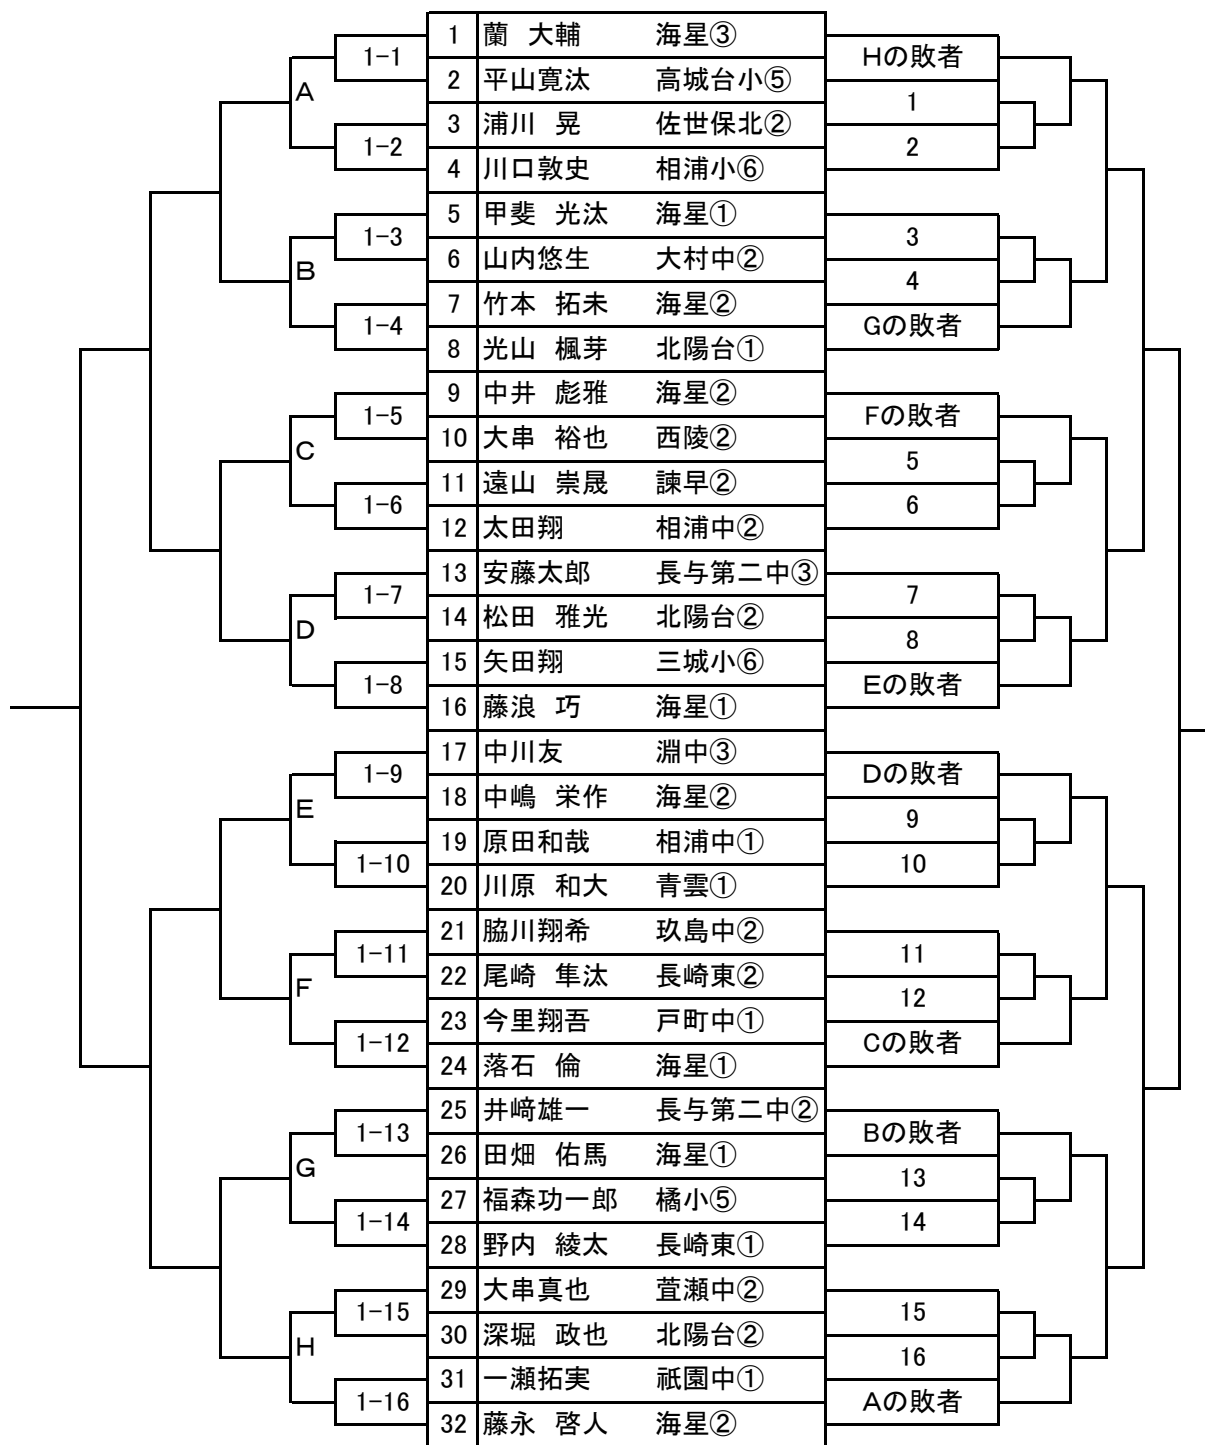 1 蘭 大輔 海星③
1-1 Hの敗者
2 平山寛汰 高城台小⑤
A 1
3 浦川 晃 佐世保北②
1-2 2
4 川口敦史 相浦小⑥
5 甲斐 光汰 海星①
1-3 3
6 山内悠生 大村中②
B 4
7 竹本 拓未 海星②
1-4 Gの敗者
8 光山 楓芽 北陽台①
9 中井 彪雅 海星②
1-5 Fの敗者
10 大串 裕也 西陵②
C 5
11 遠山 崇晟 諫早②
1-6 6
12 太田翔 相浦中②
13 安藤太郎 長与第二中③
1-7 7
14 松田 雅光 北陽台②
D 8
15 矢田翔 三城小⑥
1-8 Eの敗者
16 藤浪 巧 海星①
17 中川友 淵中③
1-9 Dの敗者
18 中嶋 栄作 海星②
E 9
19 原田和哉 相浦中①
1-10 10
20 川原 和大 青雲①
21 脇川翔希 玖島中②
1-11 11
22 尾崎 隼汰 長崎東②
F 12
23 今里翔吾 戸町中①
1-12 Cの敗者
24 落石 倫 海星①
25 井﨑雄一 長与第二中②
1-13 Bの敗者
26 田畑 佑馬 海星①
G 13
27 福森功一郎 橘小⑤
1-14 14
28 野内 綾太 長崎東①
29 大串真也 萱瀬中②
1-15 15
30 深堀 政也 北陽台②
H 16
31 一瀬拓実 祇園中①
1-16 Aの敗者
32 藤永 啓人 海星②